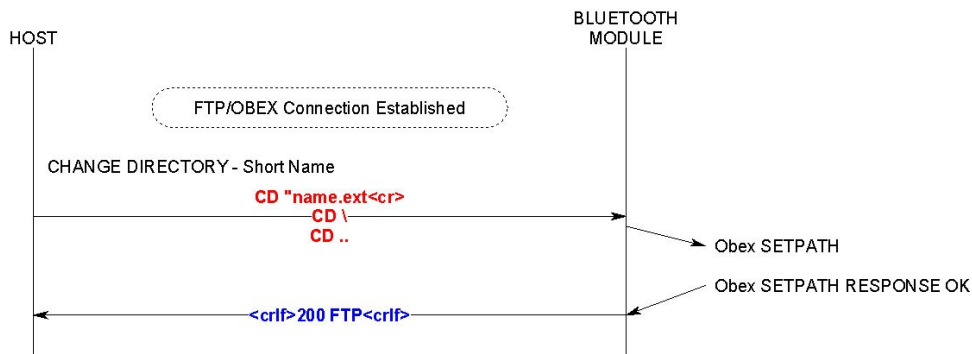 HOST
BLUETOOTH
MODULE
FTP/OBEX Connection Established
CHANGE DIRECTORY - Short Name
CD "name.ext<cr>
CD \
CD ..
Obex SETPATH
Obex SETPATH RESPONSE OK
<crlf>200 FTP<crlf>